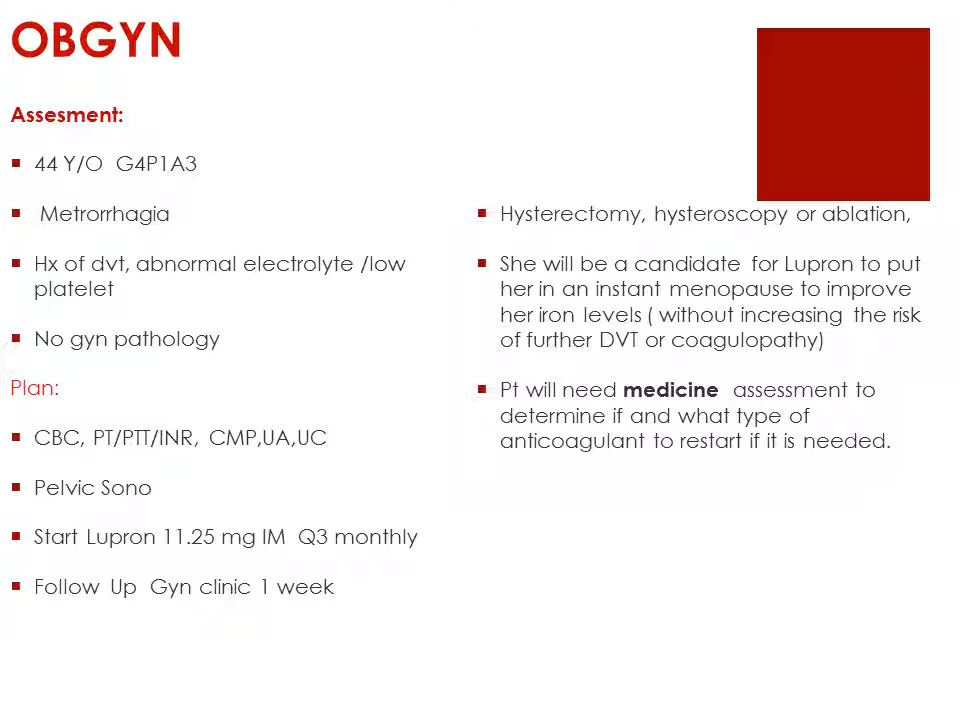 OBGYN
Assesment:
▪ 44 Y/O G4P1A3
▪ Metrorrhagia
▪ Hx of dvt, abnormal electrolyte /low
platelet
▪ No gyn pathology
Plan:
▪ CBC, PT/PTT/INR, CMP,UA,UC
▪ Pelvic Sono
▪ Start Lupron 11.25 mg IM Q3 monthly
▪ Follow Up Gyn clinic 1 week
▪ Hysterectomy, hysteroscopy or ablation,
▪ She will be a candidate for Lupron to put
her in an instant menopause to improve
her iron levels ( without increasing the risk
of further DVT or coagulopathy)
▪ Pt will need medicine assessment to
determine if and what type of
anticoagulant to restart if it is needed.